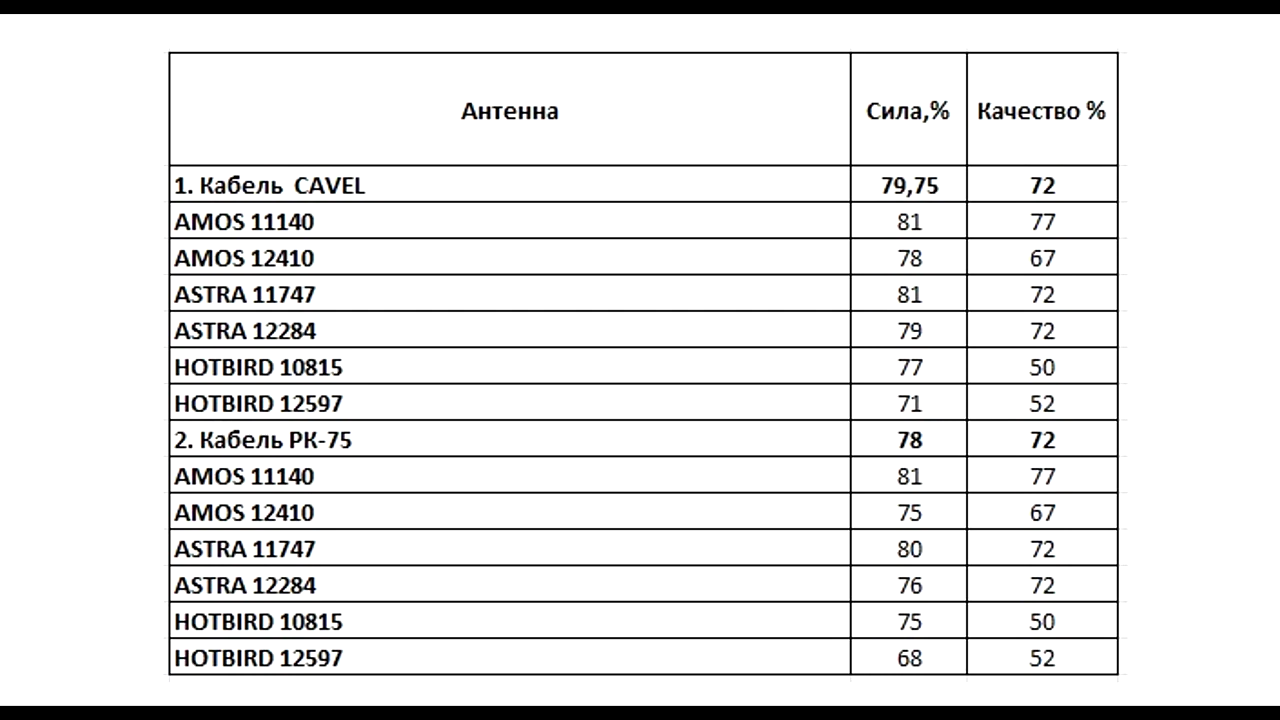 Антенна Сила,% Качество %
1. Кабель CAVEL 79,75 72
AMOS 11140 81 77
AMOS 12410 78 67
ASTRA 11747 81 72
ASTRA 12284 79 72
HOTBIRD 10815 77 50
HOTBIRD 12597 71 52
2. Кабель РК-75 78 72
AMOS 11140 81 77
AMOS 12410 75 67
ASTRA 11747 80 72
ASTRA 12284 76 72
HOTBIRD 10815 75 50
HOTBIRD 12597 68 52